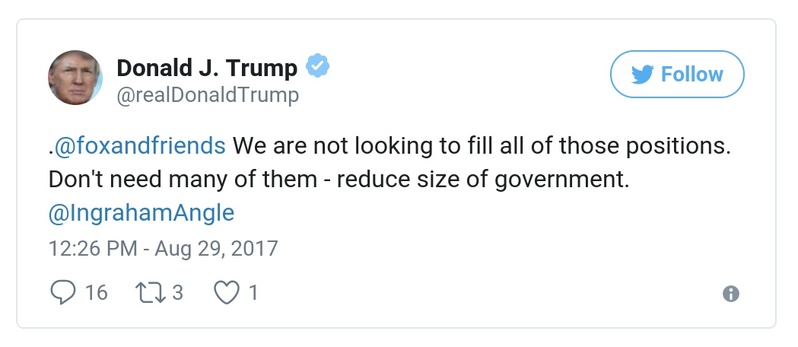 Donald J. Trump
@realDonaldTrump
Follow
.@foxandfriends We are not looking to fill all of those positions.
Don't need many of them - reduce size of government.
@IngrahamAngle
12:26 PM - Aug 29, 2017
16 3 1